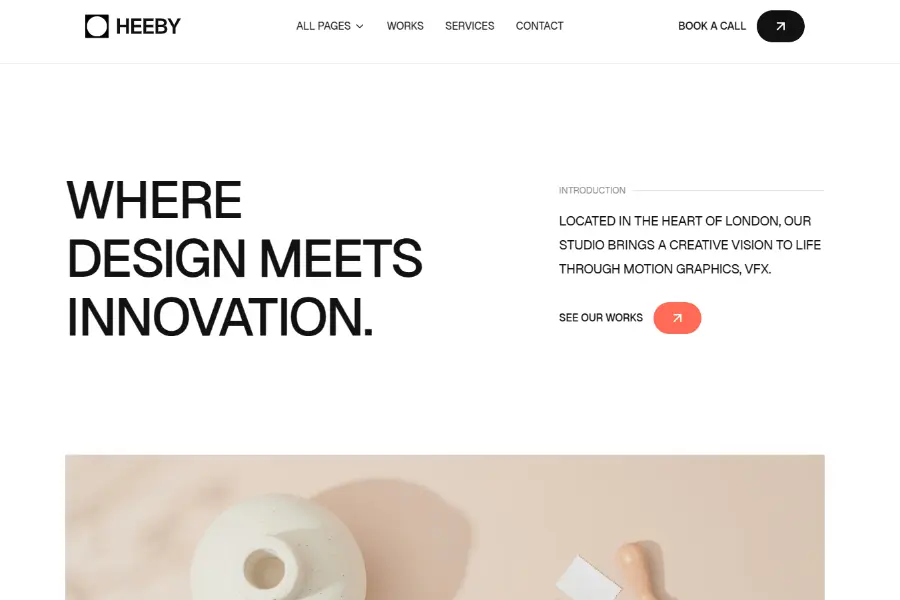 HEEBY
ALL PAGES
WORKS
SERVICES
CONTACT
BOOK A CALL
WHERE
DESIGN MEETS
INNOVATION.
INTRODUCTION
LOCATED IN THE HEART OF LONDON, OUR
STUDIO BRINGS A CREATIVE VISION TO LIFE
THROUGH MOTION GRAPHICS, VFX.
SEE OUR WORKS